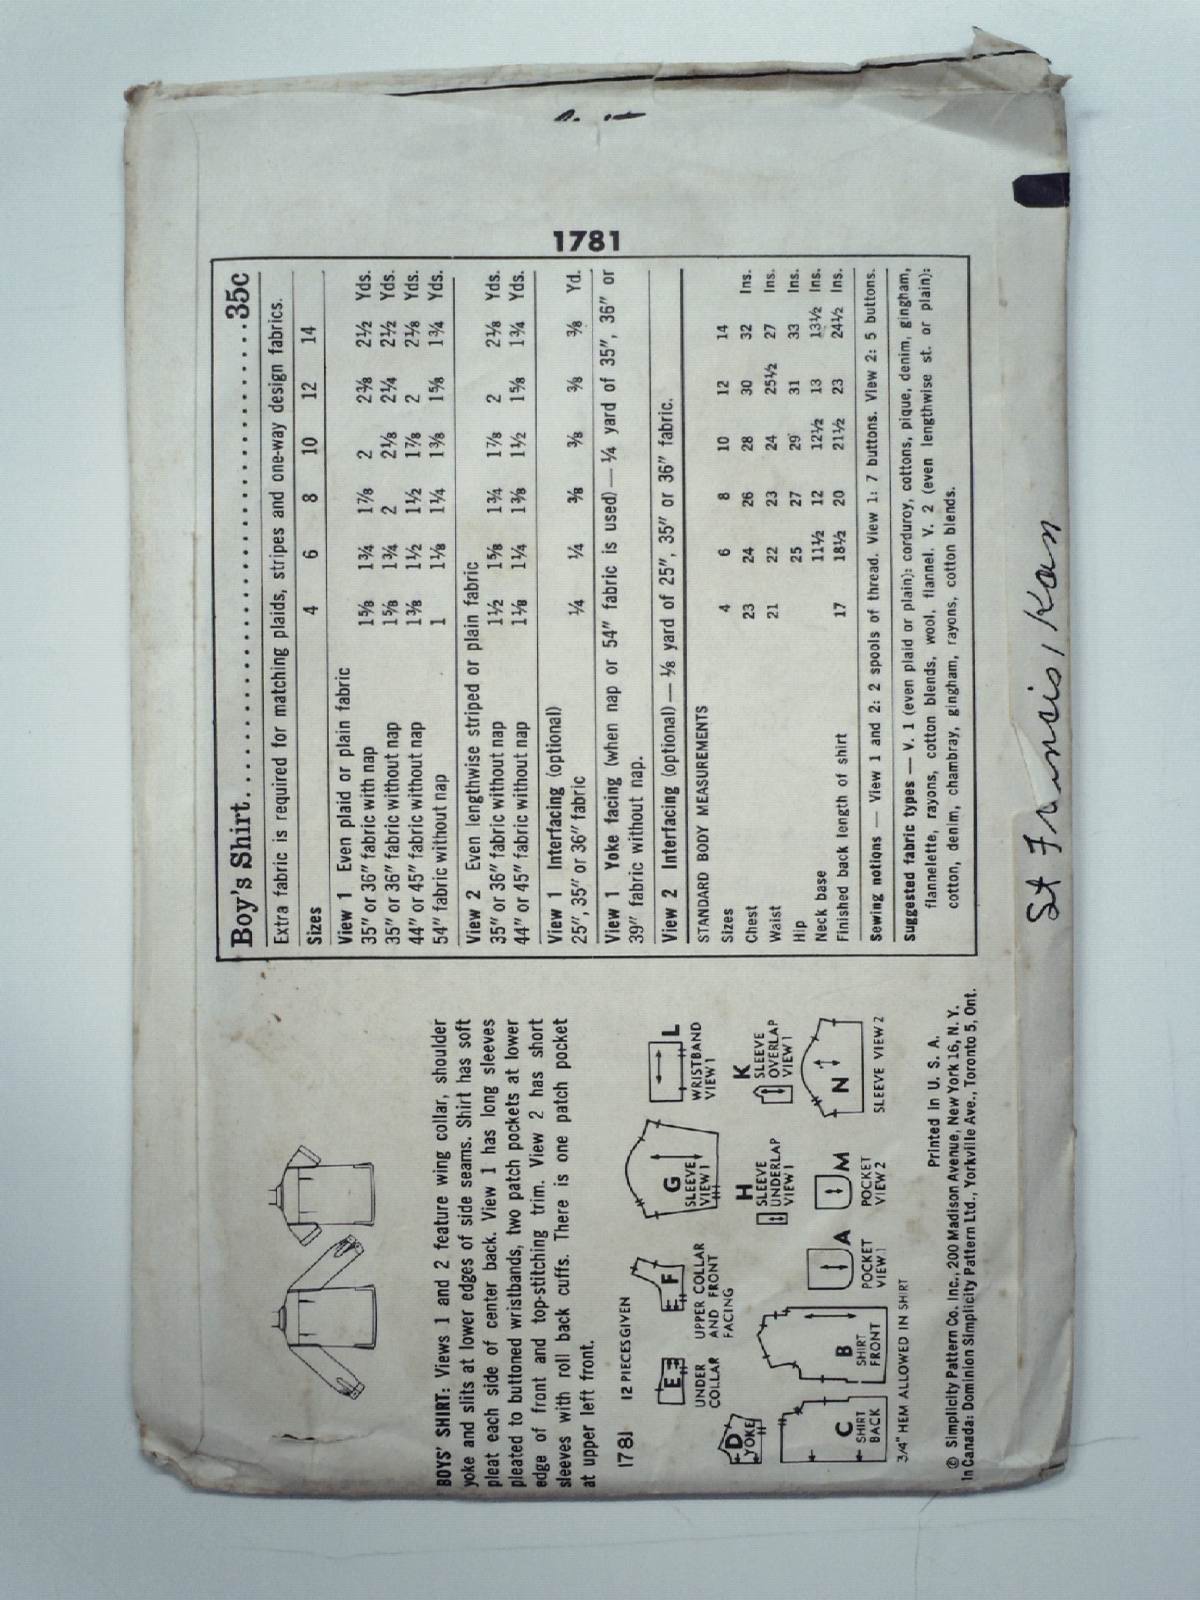 1781
Boy's Shirt..............................35c
Extra fabric is required for matching plaids, stripes and one-way design fabrics.
Sizes 4 6 8 10 12 14
View 1 Even plaid or plain fabric
35" or 36" fabric with nap 1⅝ 1¾ 1⅞ 2 2⅜ 2½ Yds.
35" or 36" fabric without nap 1⅝ 1¾ 2 2⅛ 2¼ 2½ Yds.
44" or 45" fabric without nap 1⅜ 1½ 1½ 1⅞ 2 2⅛ Yds.
54" fabric without nap 1 1⅛ 1¼ 1⅜ 1⅝ 1¾ Yds.
View 2 Even lengthwise striped or plain fabric
35" or 36" fabric without nap 1½ 1⅝ 1¾ 1⅞ 2 2⅛ Yds.
44" or 45" fabric without nap 1⅛ 1¼ 1⅜ 1½ 1⅝ 1¾ Yds.
View 1 Interfacing (optional)
25", 35" or 36" fabric ¼ ¼ ⅜ ⅜ ⅜ ⅜ Yd.
View 1 Yoke facing (when nap or 54" fabric is used) — ¼ yard of 35", 36" or
39" fabric without nap.
View 2 Interfacing (optional) — ⅛ yard of 25", 35" or 36" fabric.
STANDARD BODY MEASUREMENTS
Sizes 4 6 8 10 12 14
Chest 23 24 26 28 30 32 Ins.
Waist 21 22 23 24 25½ 27 Ins.
Hip 25 27 29 31 33 Ins.
Neck base 11½ 12 12½ 13 13½ Ins.
Finished back length of shirt 17 18½ 20 21½ 23 24½ Ins.
Sewing notions — View 1 and 2: 2 spools of thread. View 1: 7 buttons. View 2: 5 buttons.
Suggested fabric types — V. 1 (even plaid or plain): corduroy, cottons, pique, denim, gingham,
flannelette, rayons, cotton blends, wool, flannel. V. 2 (even lengthwise st. or plain):
cotton, denim, chambray, gingham, rayons, cotton blends.
BOYS' SHIRT: Views 1 and 2 feature wing collar, shoulder
yoke and slits at lower edges of side seams. Shirt has soft
pleat each side of center back. View 1 has long sleeves
pleated to buttoned wristbands, two patch pockets at lower
edge of front and top-stitching trim. View 2 has short
sleeves with roll back cuffs. There is one patch pocket
at upper left front.
1781 12 PIECES GIVEN
E
UNDER
COLLAR
F
UPPER COLLAR
AND FRONT
FACING
G
SLEEVE
VIEW 1
L
WRISTBAND
VIEW 1
D
YOKE
H
SLEEVE
UNDERLAP
VIEW 1
K
SLEEVE
OVERLAP
VIEW 1
C
SHIRT
BACK
B
SHIRT
FRONT
A
POCKET
VIEW 1
M
POCKET
VIEW 2
N
SLEEVE VIEW 2
3/4" HEM ALLOWED IN SHIRT
Printed in U. S. A.
© Simplicity Pattern Co. Inc., 200 Madison Avenue, New York 16, N. Y.
In Canada: Dominion Simplicity Pattern Ltd., Yorkville Ave., Toronto 5, Ont.
St Francis, Kan